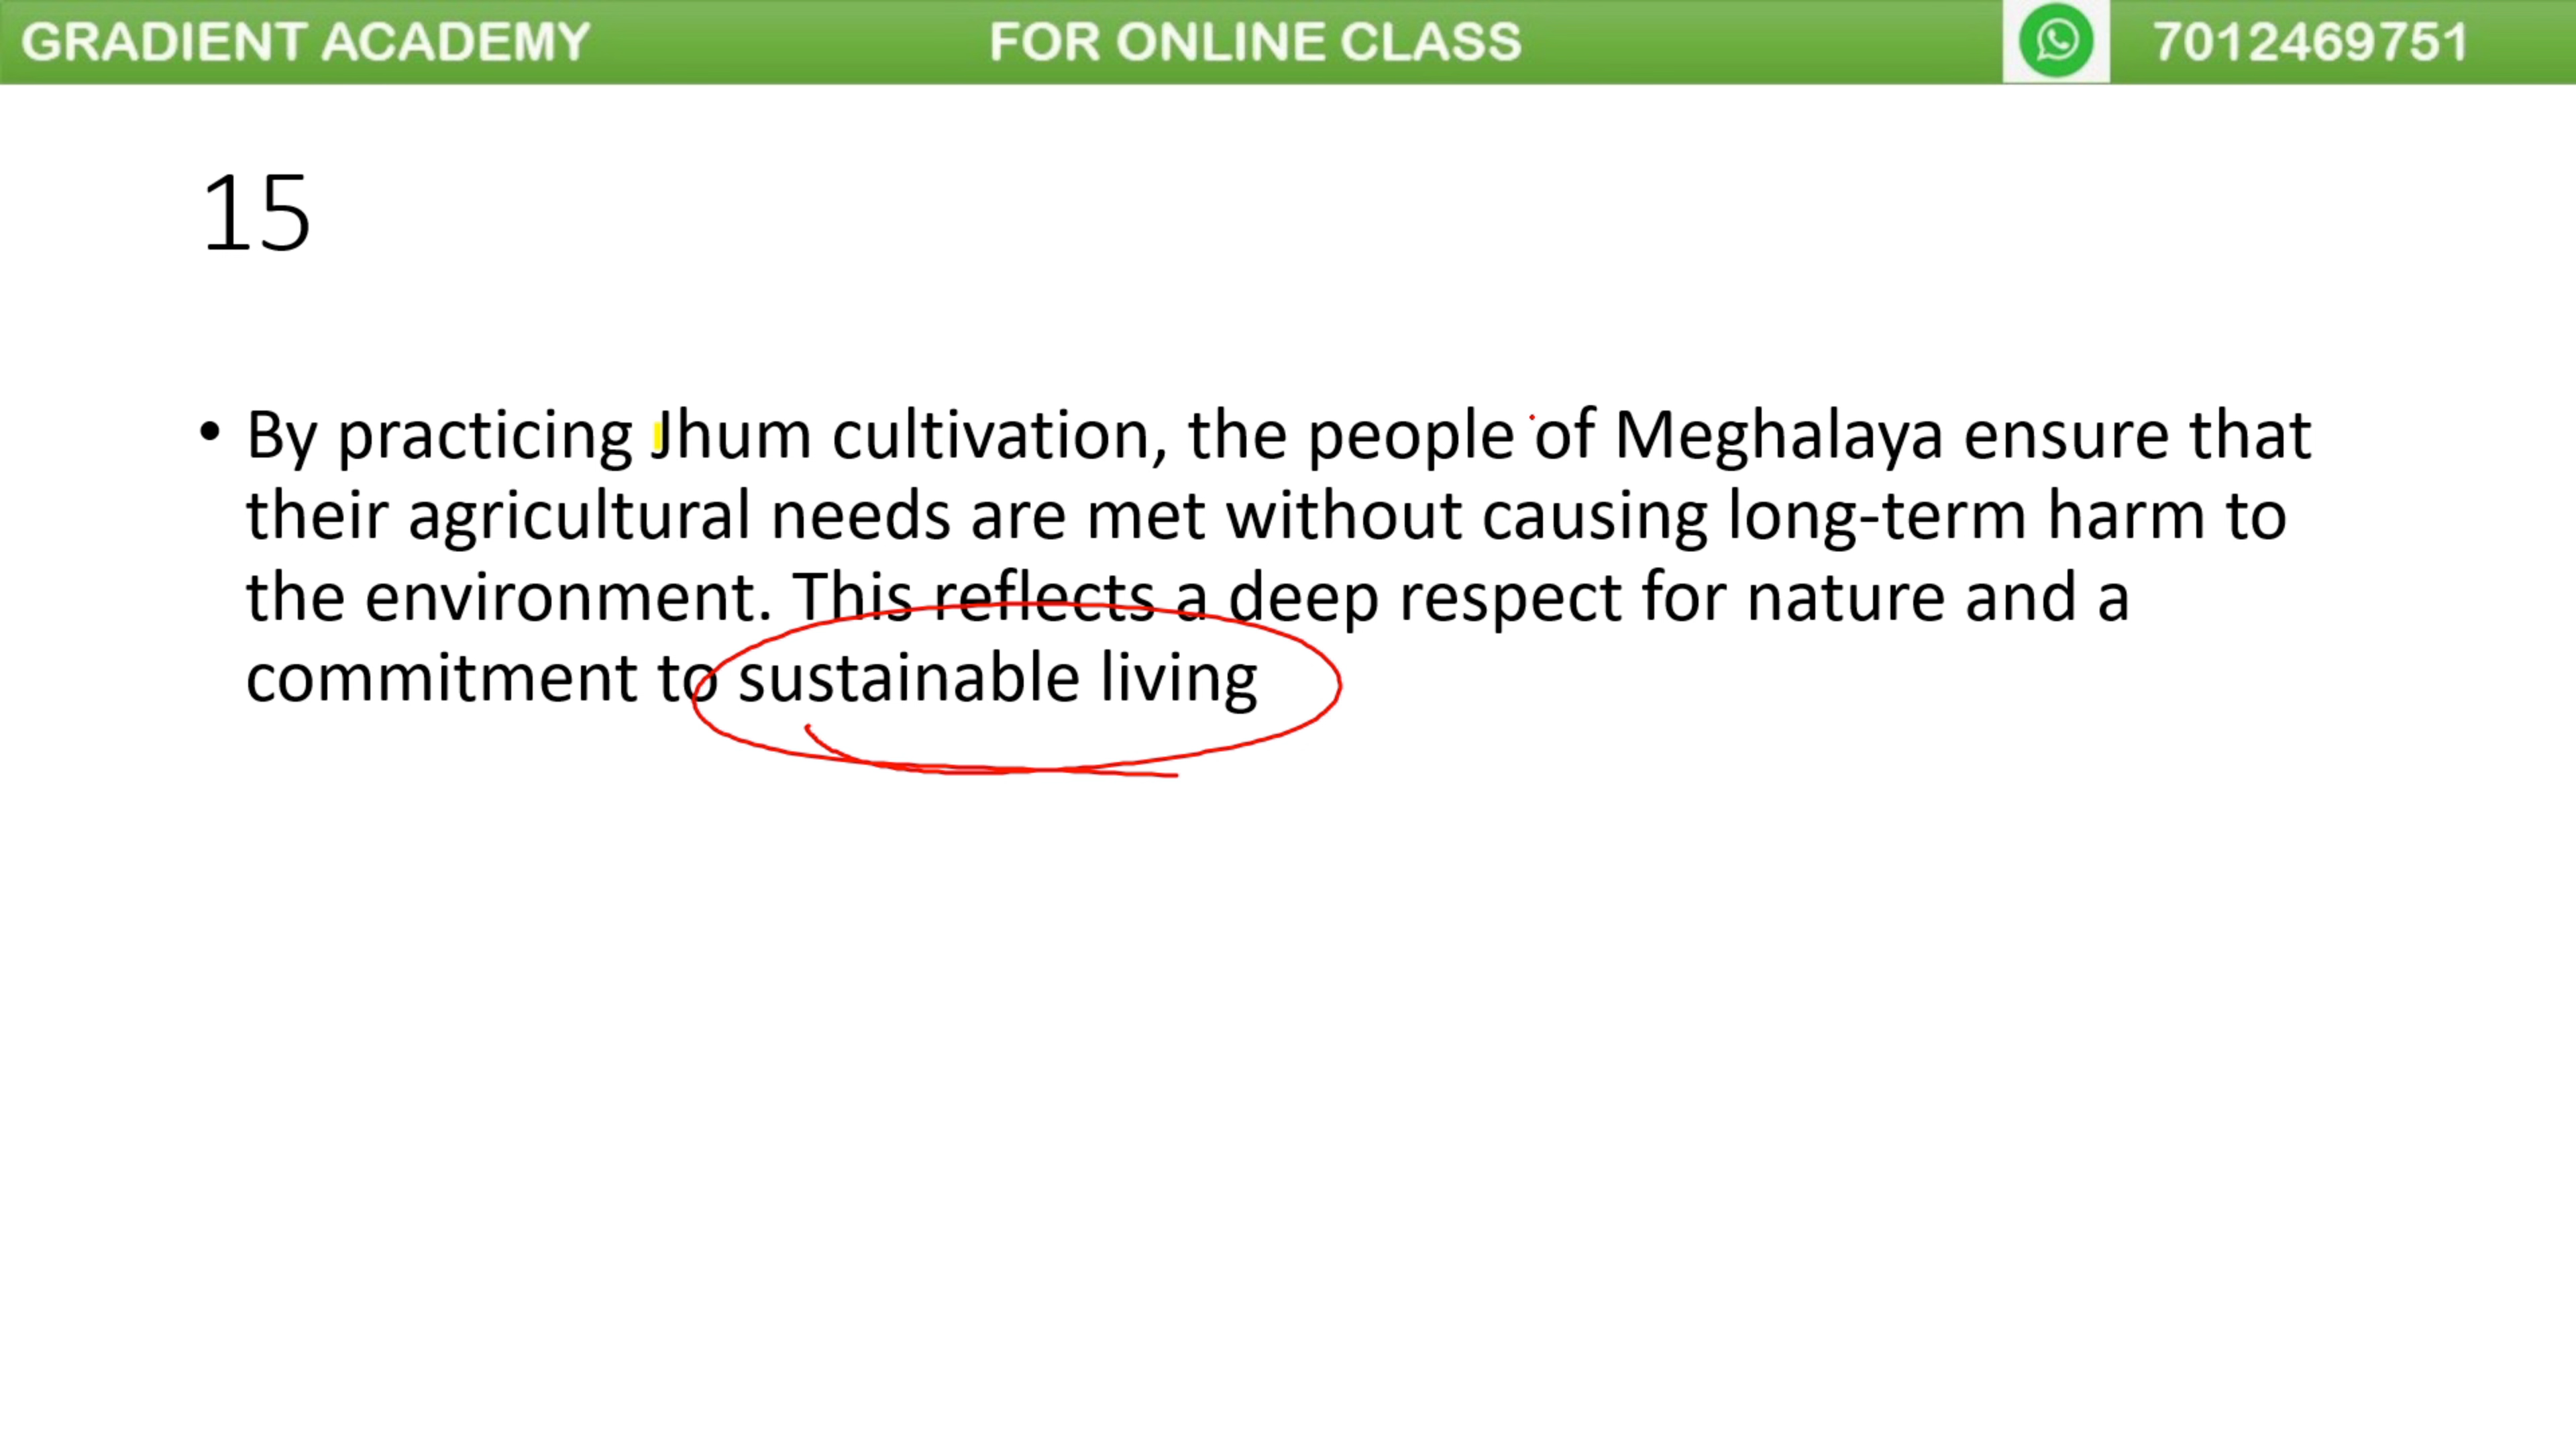 GRADIENT ACADEMY FOR ONLINE CLASS 7012469751
15
• By practicing Jhum cultivation, the people of Meghalaya ensure that
their agricultural needs are met without causing long-term harm to
the environment. This reflects a deep respect for nature and a
commitment to sustainable living